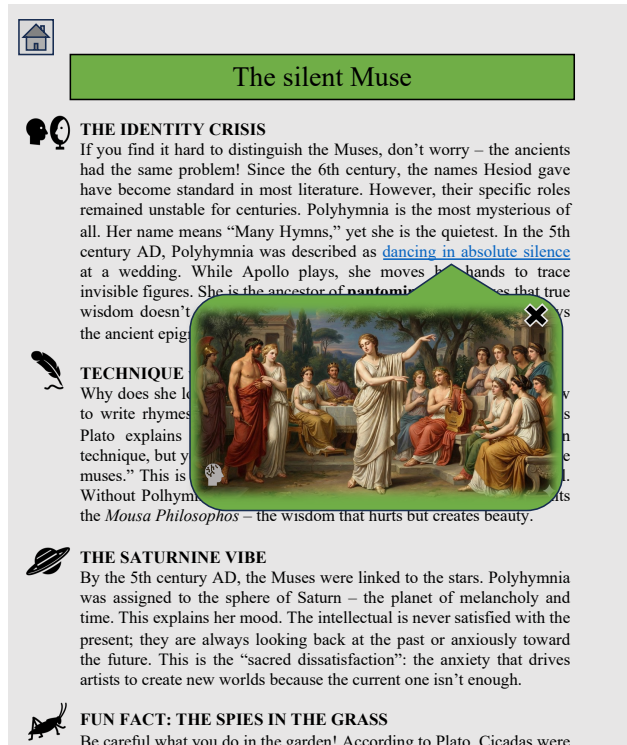 The silent Muse
THE IDENTITY CRISIS
If you find it hard to distinguish the Muses, don’t worry – the ancients
had the same problem! Since the 6th century, the names Hesiod gave
have become standard in most literature. However, their specific roles
remained unstable for centuries. Polyhymnia is the most mysterious of
all. Her name means “Many Hymns,” yet she is the quietest. In the 5th
century AD, Polyhymnia was described as dancing in absolute silence
at a wedding. While Apollo plays, she moves hands to trace
invisible figures. She is the ancestor of that true
wisdom doesn’t
the ancient
TECHNIQUE
Why does she
to write rhymes
Plato explains
technique, but
muses.” This is
Without
the Mousa Philosophos – the wisdom that hurts but creates beauty.
THE SATURNINE VIBE
By the 5th century AD, the Muses were linked to the stars. Polyhymnia
was assigned to the sphere of Saturn – the planet of melancholy and
time. This explains her mood. The intellectual is never satisfied with the
present; they are always looking back at the past or anxiously toward
the future. This is the “sacred dissatisfaction”: the anxiety that drives
artists to create new worlds because the current one isn’t enough.
FUN FACT: THE SPIES IN THE GRASS
Be careful what you do in the garden! According to Plato, Cicadas were